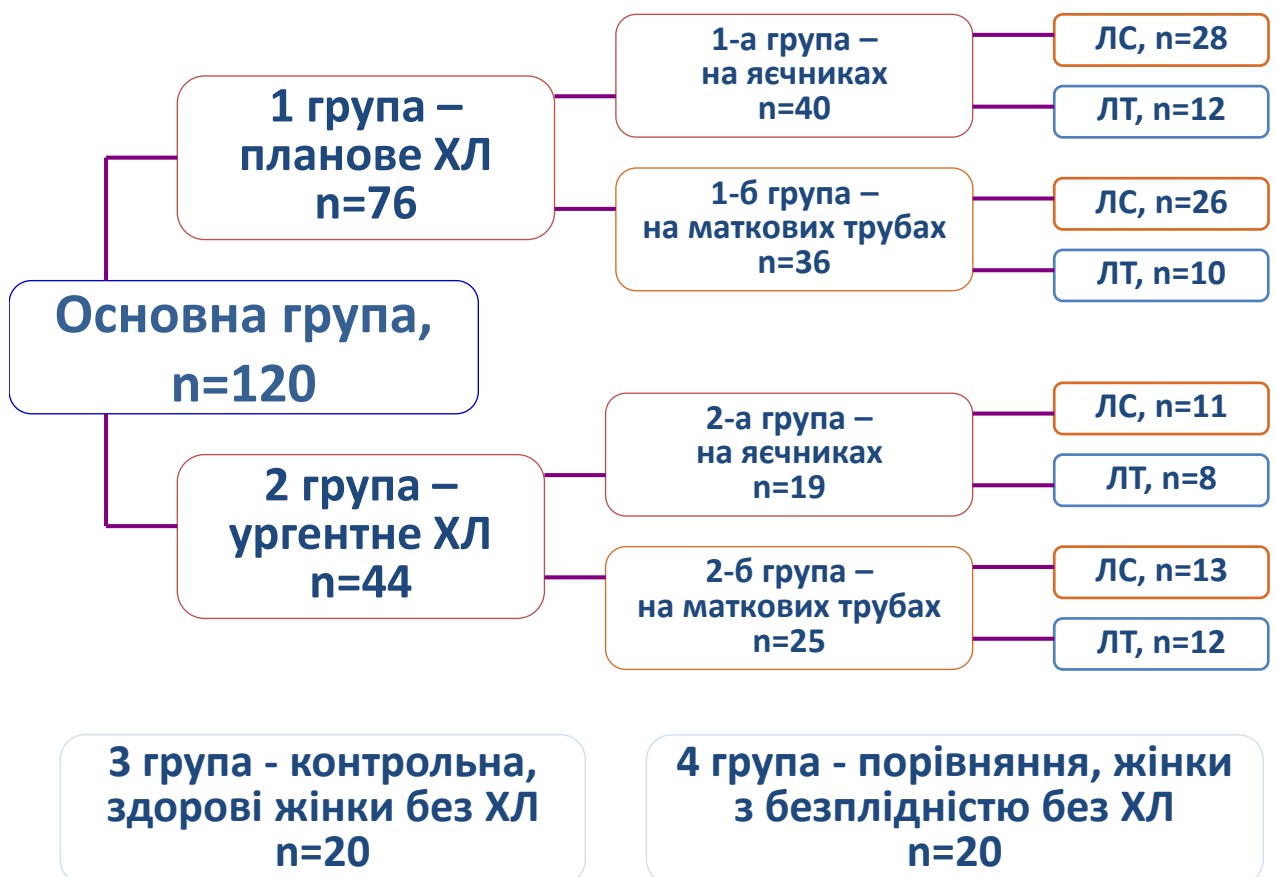 Основна група,
n=120
1 група –
планове ХЛ
n=76
1-а група –
на яєчниках
n=40
ЛС, n=28
ЛТ, n=12
1-б група –
на маткових трубах
n=36
ЛС, n=26
ЛТ, n=10
2 група –
ургентне ХЛ
n=44
2-а група –
на яєчниках
n=19
ЛС, n=11
ЛТ, n=8
2-б група –
на маткових трубах
n=25
ЛС, n=13
ЛТ, n=12
3 група - контрольна,
здорові жінки без ХЛ
n=20
4 група - порівняння, жінки
з безплідністю без ХЛ
n=20